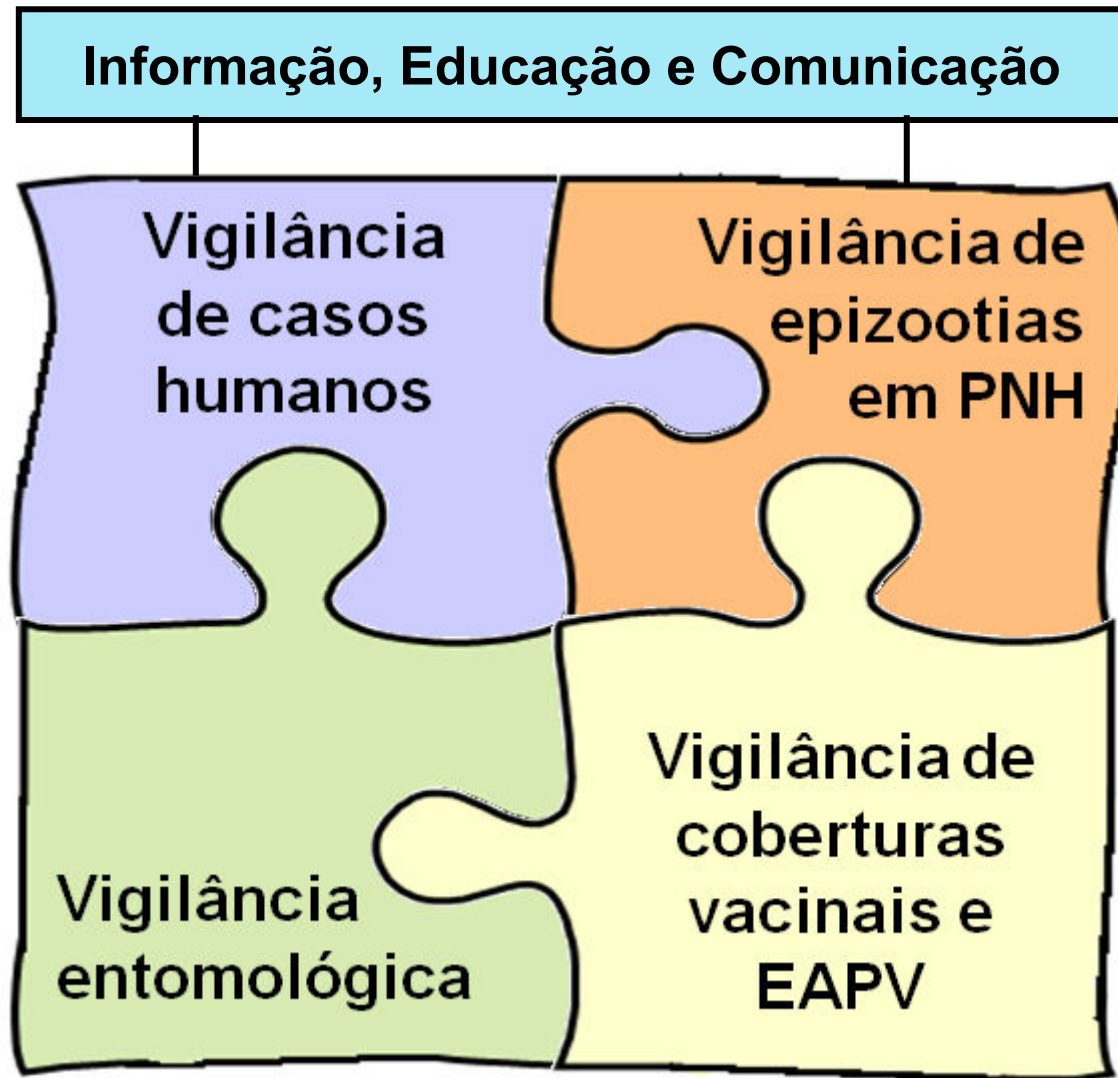 Informação, Educação e Comunicação
Vigilância
de casos
humanos
Vigilância de
epizootias
em PNH
Vigilância
entomológica
Vigilância de
coberturas
vacinais e
EAPV